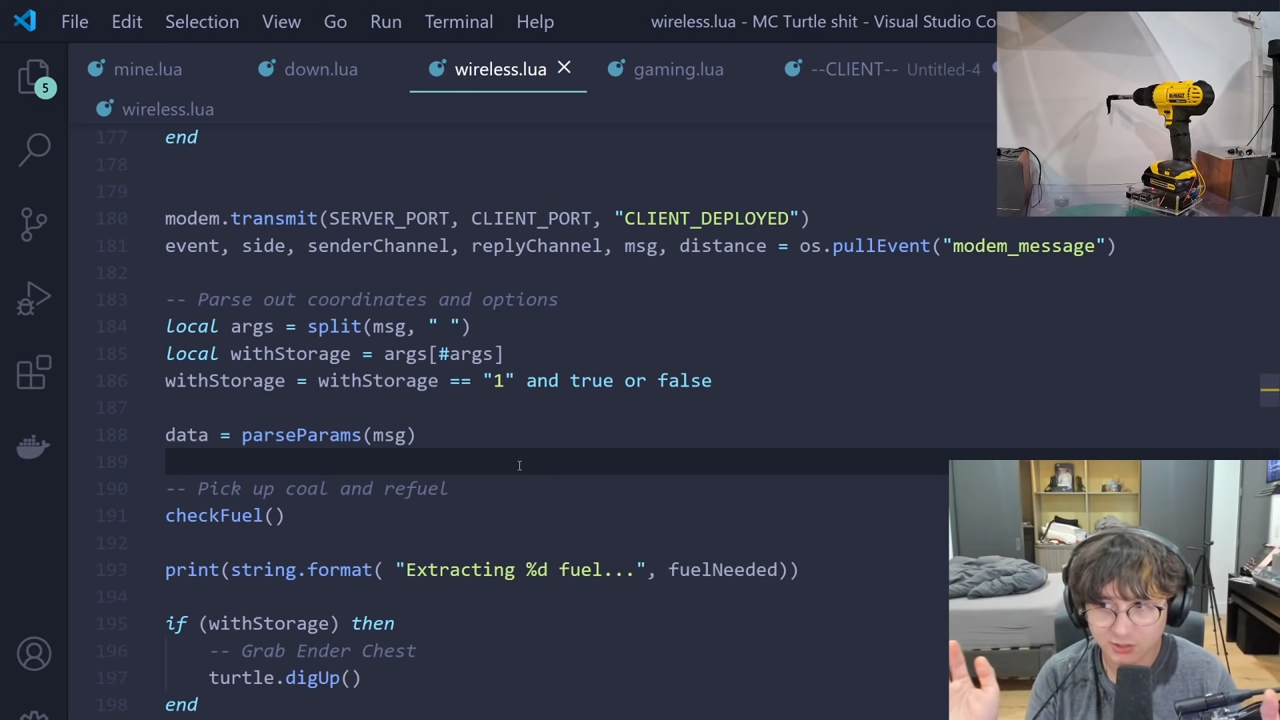 File Edit Selection View Go Run Terminal Help wireless.lua - MC Turtle shit - Visual Studio Co
mine.lua down.lua wireless.lua gaming.lua --CLIENT-- Untitled-4
5
wireless.lua
177 end
178
179
180 modem.transmit(SERVER_PORT, CLIENT_PORT, "CLIENT_DEPLOYED")
181 event, side, senderChannel, replyChannel, msg, distance = os.pullEvent("modem_message")
182
183 -- Parse out coordinates and options
184 local args = split(msg, " ")
185 local withStorage = args[#args]
186 withStorage = withStorage == "1" and true or false
187
188 data = parseParams(msg)
189
190 -- Pick up coal and refuel
191 checkFuel()
192
193 print(string.format( "Extracting %d fuel...", fuelNeeded))
194
195 if (withStorage) then
196 -- Grab Ender Chest
197 turtle.digUp()
198 end